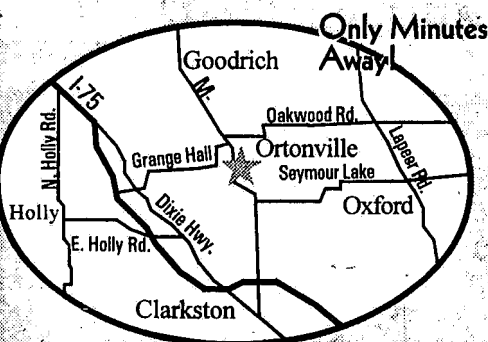 Only Minutes
Away!
Goodrich
I-75
M-
Oakwood Rd.
N. Holly Rd.
Grange Hall
Ortonville
Lapeer Rd.
Seymour Lake
Dixie Hwy.
Holly
Oxford
E. Holly Rd.
Clarkston